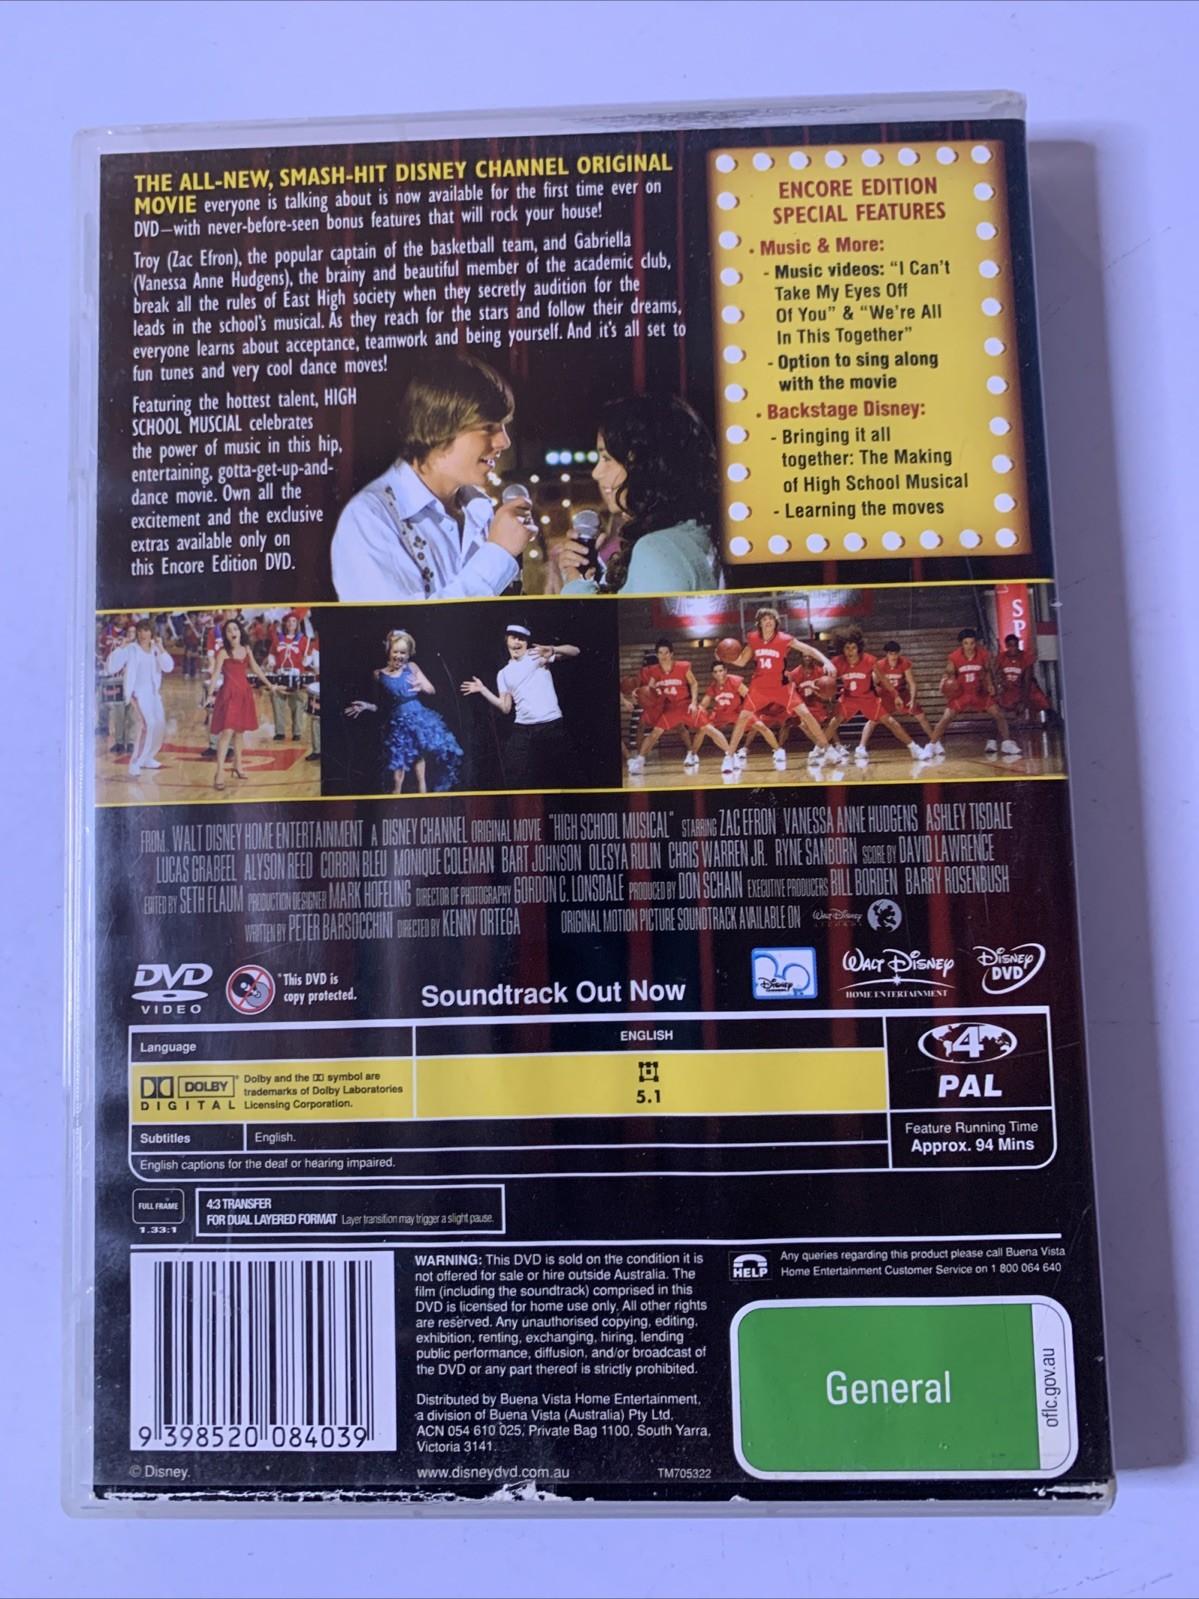 THE ALL-NEW, SMASH-HIT DISNEY CHANNEL ORIGINAL
MOVIE everyone is talking about is now available for the first time ever on
DVD—with never-before-seen bonus features that will rock your house!
Troy (Zac Efron), the popular captain of the basketball team, and Gabriella
(Vanessa Anne Hudgens), the brainy and beautiful member of the academic club,
break all the rules of East High society when they secretly audition for the
leads in the school's musical. As they reach for the stars and follow their dreams,
everyone learns about acceptance, teamwork and being yourself. And it's all set to
fun tunes and very cool dance moves!
Featuring the hottest talent, HIGH
SCHOOL MUSCIAL celebrates
the power of music in this hip,
entertaining, gotta-get-up-and-
dance movie. Own all the
excitement and the exclusive
extras available only on
this Encore Edition DVD.
ENCORE EDITION
SPECIAL FEATURES
• Music & More:
- Music videos: "I Can't
Take My Eyes Off
Of You" & "We're All
In This Together"
- Option to sing along
with the movie
• Backstage Disney:
- Bringing it all
together: The Making
of High School Musical
- Learning the moves
14
8
15
SP
FROM WALT DISNEY HOME ENTERTAINMENT A DISNEY CHANNEL ORIGINAL MOVIE "HIGH SCHOOL MUSICAL" STARRING ZAC EFRON VANESSA ANNE HUDGENS ASHLEY TISDALE
LUCAS GRABEEL ALYSON REED CORBIN BLEU MONIQUE COLEMAN BART JOHNSON OLESYA RULIN CHRIS WARREN JR. RYNE SANBORN SCORE BY DAVID LAWRENCE
EDITED BY SETH FLAUM PRODUCTION DESIGNER MARK HOFELING DIRECTOR OF PHOTOGRAPHY GORDON C. LONSDALE PRODUCED BY DON SCHAIN EXECUTIVE PRODUCERS BILL BORDEN BARRY ROSENBUSH
WRITTEN BY PETER BARSOCCHINI DIRECTED BY KENNY ORTEGA ORIGINAL MOTION PICTURE SOUNDTRACK AVAILABLE ON Walt Disney RECORDS
DVD
VIDEO
*This DVD is
copy protected.
Soundtrack Out Now
Disney
CHANNEL
WALT DISNEY
HOME ENTERTAINMENT
DISNEY
DVD
Language
ENGLISH
DOLBY
DIGITAL
Dolby and the DD symbol are
trademarks of Dolby Laboratories
Licensing Corporation.
5.1
4
PAL
Subtitles
English.
English captions for the deaf or hearing impaired.
Feature Running Time
Approx. 94 Mins
FULL FRAME
1.33:1
4:3 TRANSFER
FOR DUAL LAYERED FORMAT Layer transition may trigger a slight pause.
9 398520 084039
© Disney.
WARNING: This DVD is sold on the condition it is
not offered for sale or hire outside Australia. The
film (including the soundtrack) comprised in this
DVD is licensed for home use only. All other rights
are reserved. Any unauthorised copying, editing,
exhibition, renting, exchanging, hiring, lending
public performance, diffusion, and/or broadcast of
the DVD or any part thereof is strictly prohibited.
Distributed by Buena Vista Home Entertainment,
a division of Buena Vista (Australia) Pty Ltd,
ACN 054 610 025, Private Bag 1100, South Yarra,
Victoria 3141.
www.disneydvd.com.au
TM705322
HELP
Any queries regarding this product please call Buena Vista
Home Entertainment Customer Service on 1 800 064 640
General
oflc.gov.au